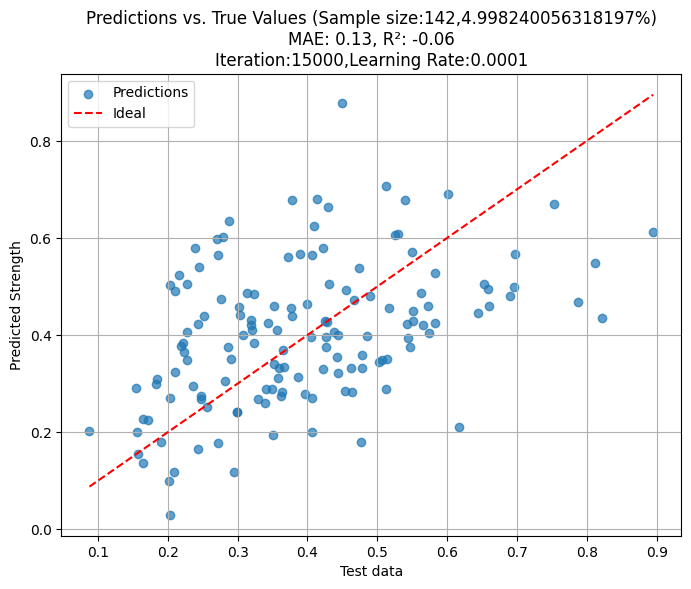 Predictions vs. True Values (Sample size:142,4.998240056318197%)
MAE: 0.13, R²: -0.06
Iteration:15000,Learning Rate:0.0001
Predictions
Ideal
Predicted Strength
0.8
0.6
0.4
0.2
0.0
0.1 0.2 0.3 0.4 0.5 0.6 0.7 0.8 0.9
Test data